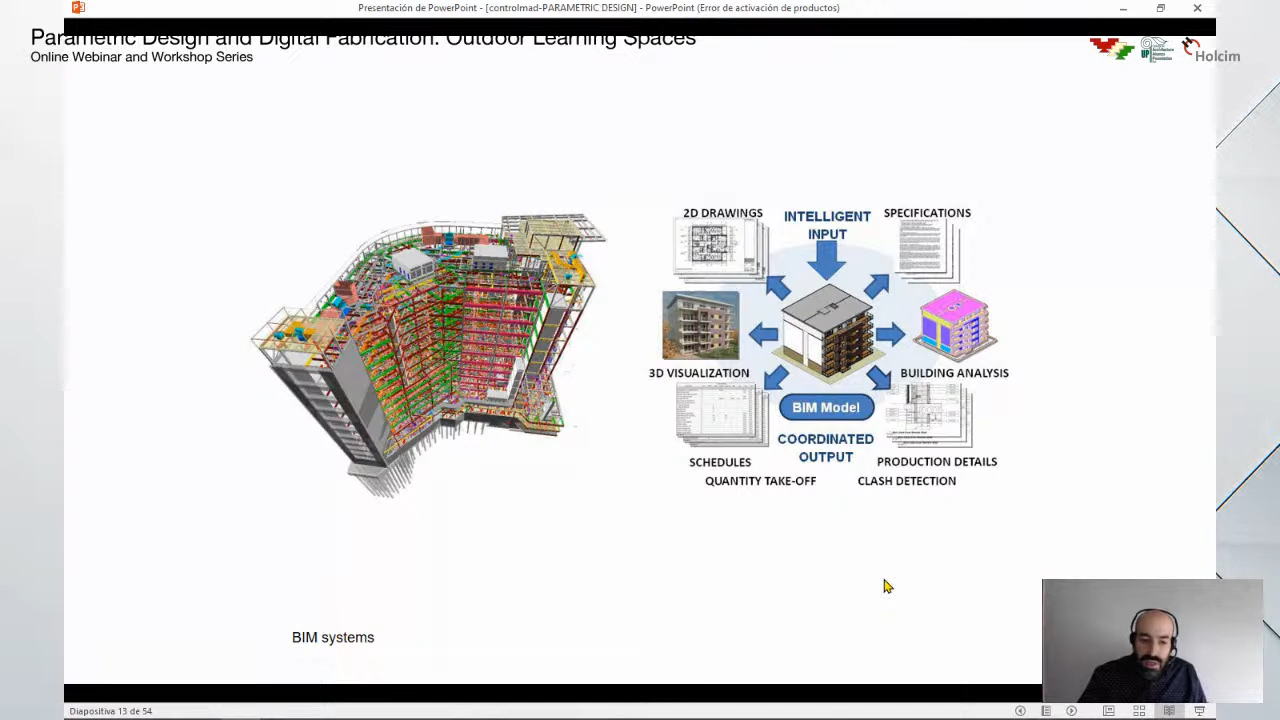 Presentación de PowerPoint - [controlmad-PARAMETRIC DESIGN] - PowerPoint (Error de activación de productos)
Parametric Design and Digital Fabrication. Outdoor Learning Spaces
Online Webinar and Workshop Series
UP
Holcim
2D DRAWINGS
INTELLIGENT
INPUT
SPECIFICATIONS
3D VISUALIZATION
BUILDING ANALYSIS
BIM Model
COORDINATED
OUTPUT
SCHEDULES
PRODUCTION DETAILS
QUANTITY TAKE-OFF
CLASH DETECTION
BIM systems
Diapositiva 13 de 54